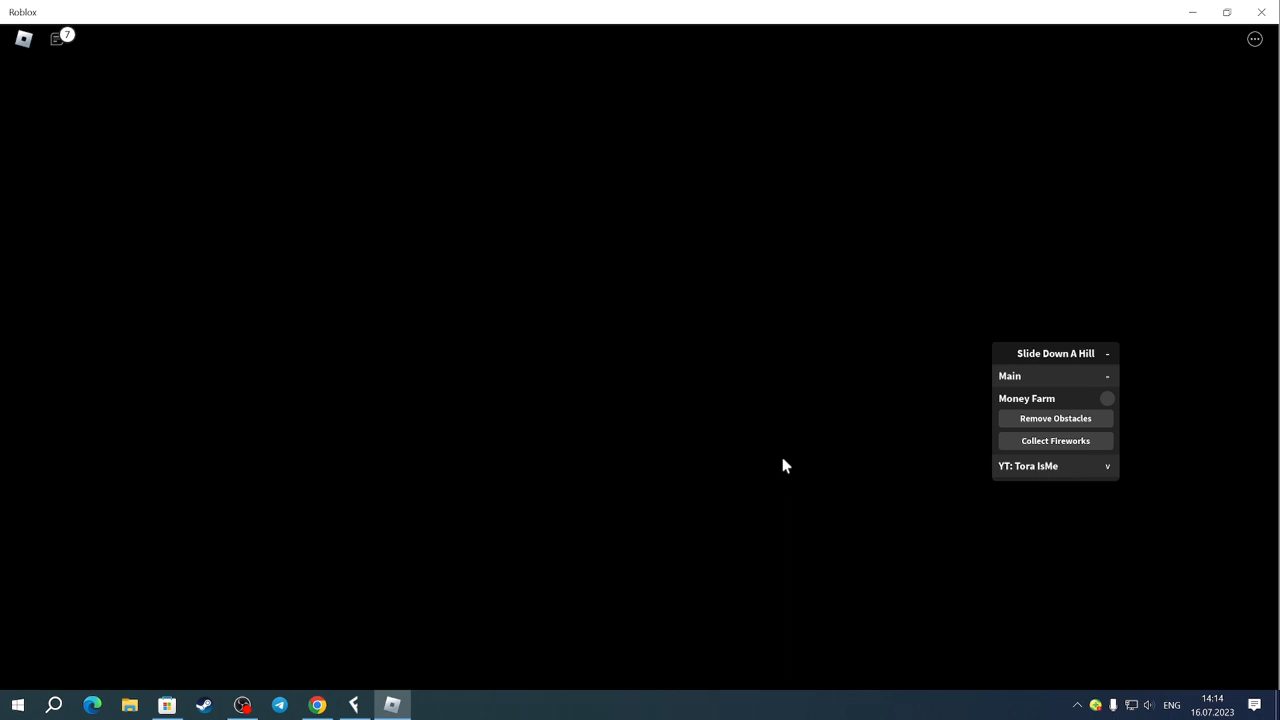 Roblox
7
Slide Down A Hill -
Main -
Money Farm
Remove Obstacles
Collect Fireworks
YT: Tora IsMe v
ENG
14:14
16.07.2023